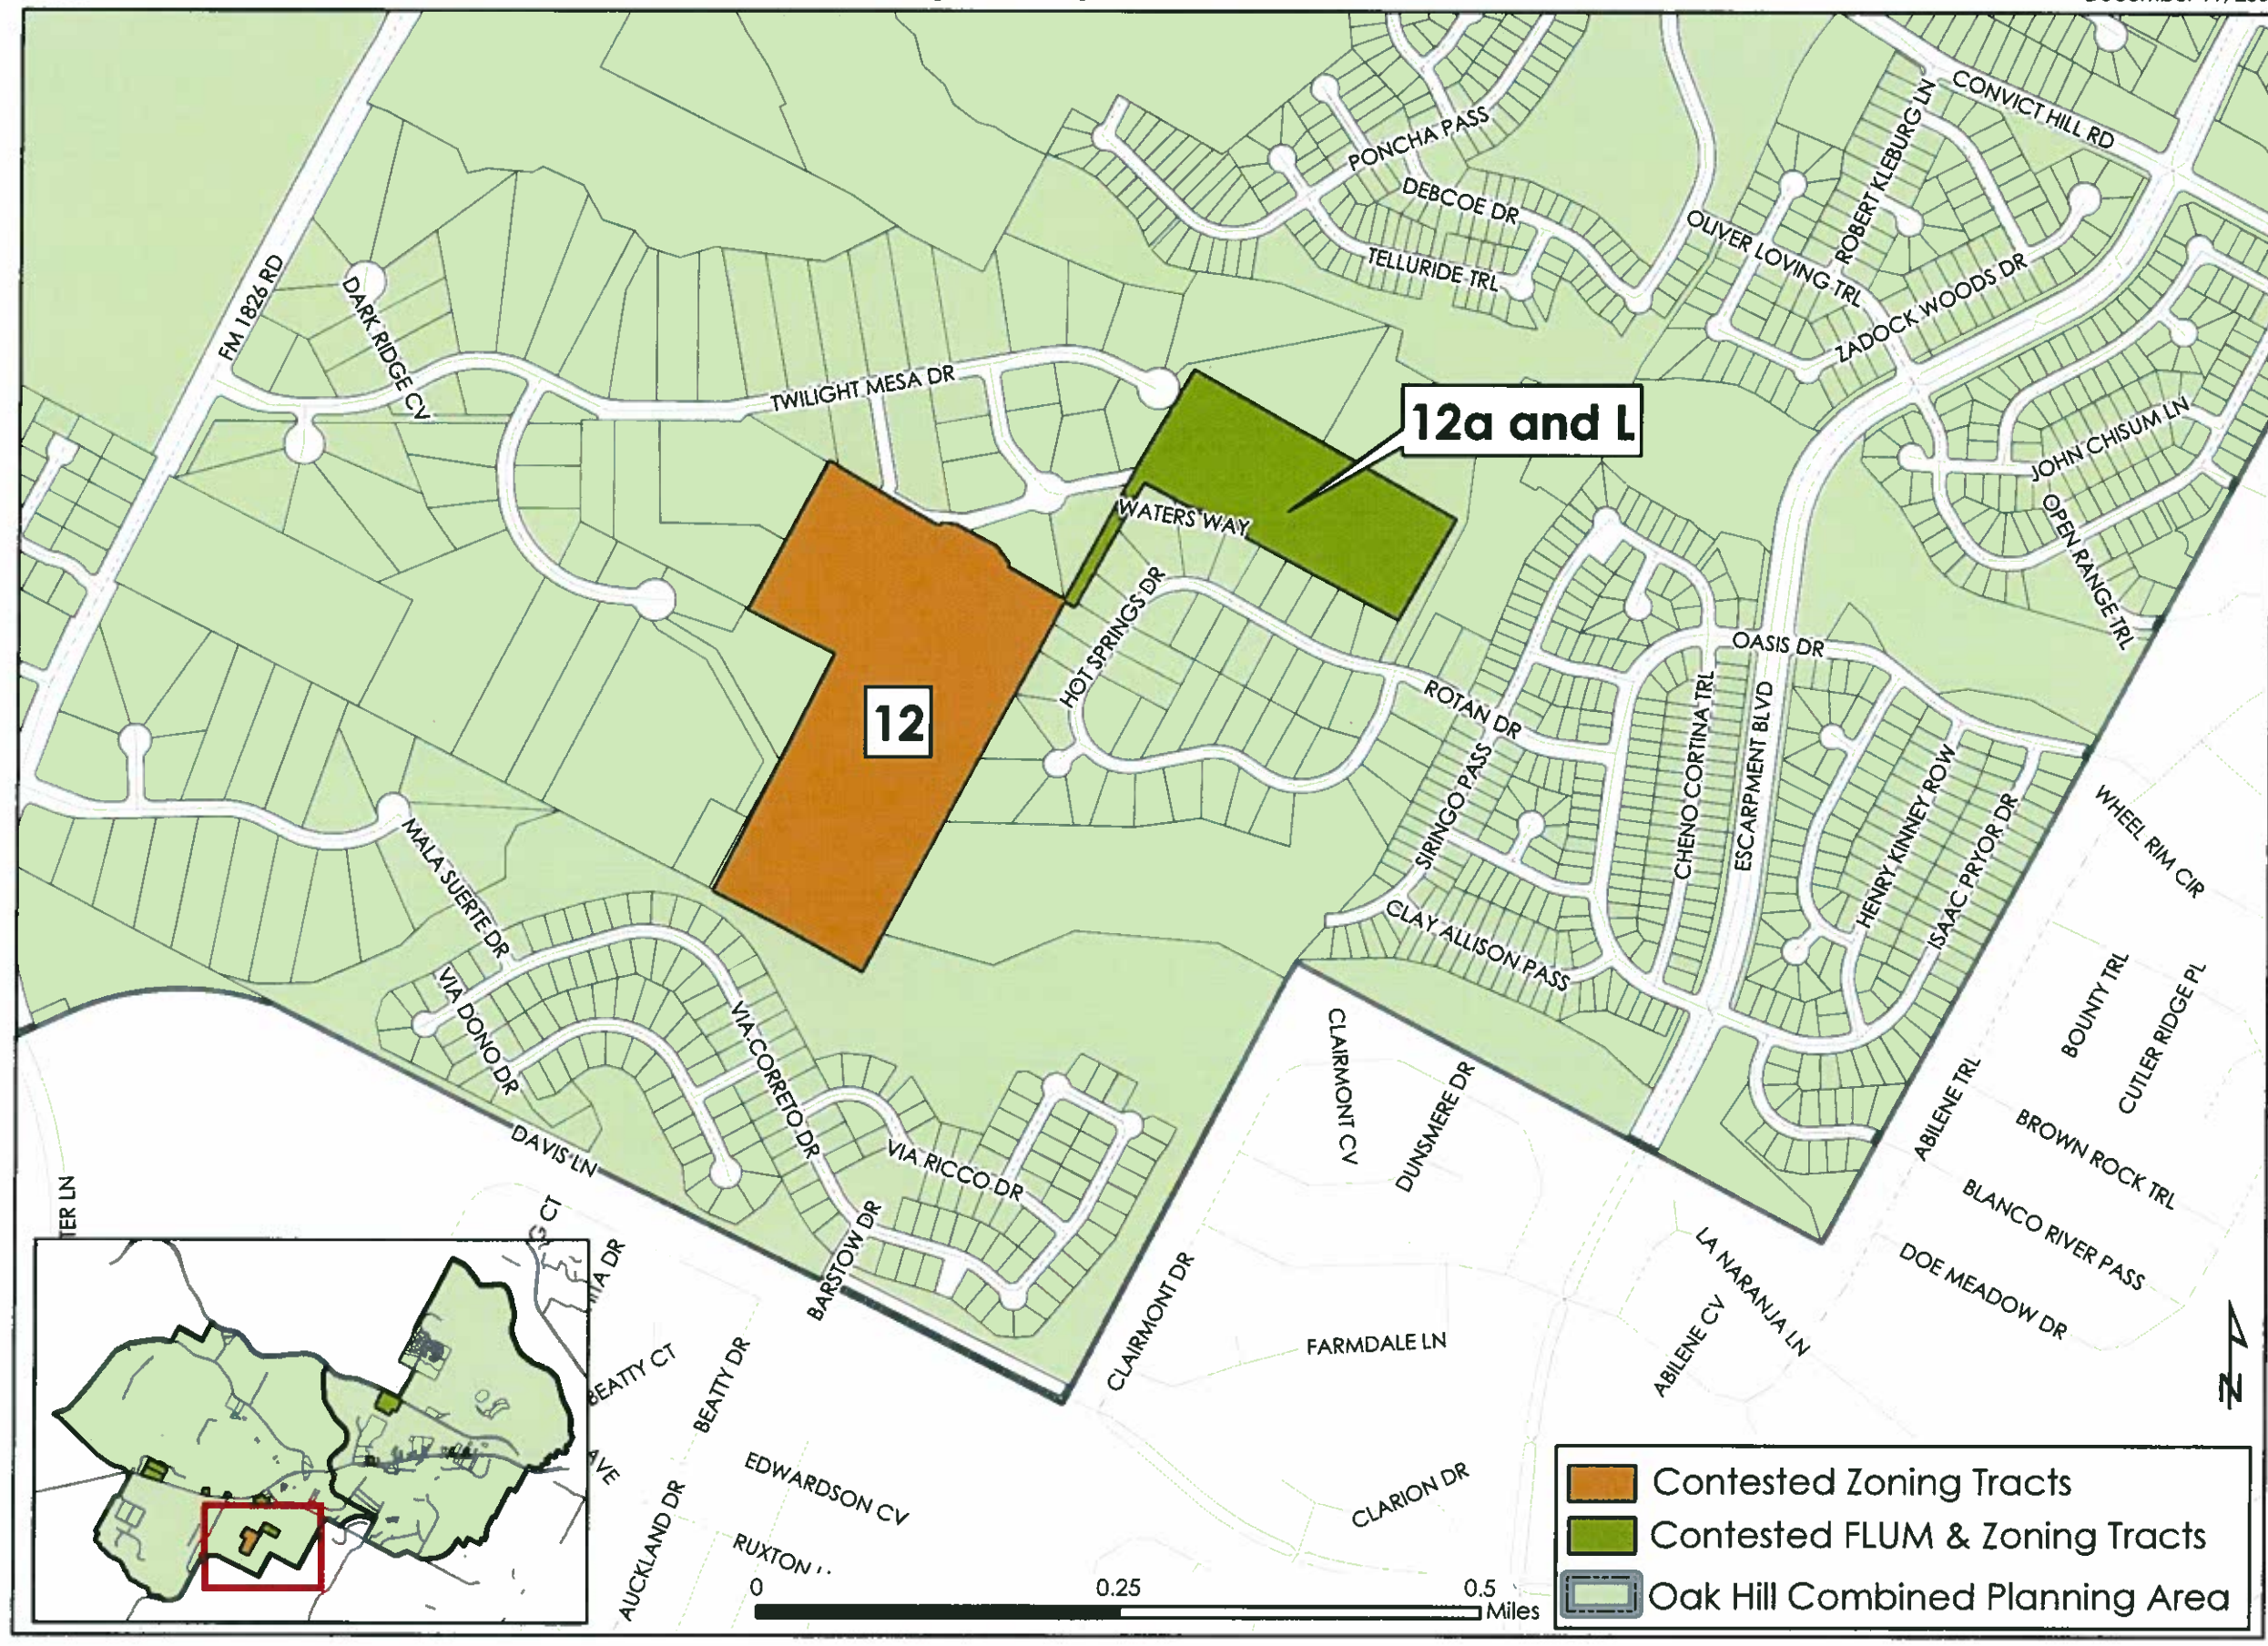 CONVICT HILL RD
ROBERT KLEBURG LN
PONCHA PASS
DEBCOE DR
OLIVER LOVING TRL
TELLURIDE TRL
ZADOCK WOODS DR
FM 1826 RD
DARK RIDGE CV
TWILIGHT MESA DR
12a and L
JOHN CHISUM LN
OPEN RANGE TRL
WATERS WAY
HOT SPRINGS DR
OASIS DR
ROTAN DR
12
CHENO CORTINA TRL
ESCARPMENT BLVD
SIRINGO PASS
HENRY KINNEY ROW
ISAAC PRYOR DR
WHEEL RIM CIR
MALA SUERTE DR
CLAY ALLISON PASS
VIA DONO DR
VIA CORRETO DR
BOUNTY TRL
CUTLER RIDGE PL
CLAIRMONT CV
DUNSMERE DR
ABILENE TRL
BROWN ROCK TRL
DAVIS LN
VIA RICCO DR
BLANCO RIVER PASS
TER LN
G CT
BARSTOW DR
CLAIRMONT DR
LA NARANJA LN
DOE MEADOW DR
BEATTY CT
BEATTY DR
FARMDALE LN
ABILENE CV
N
AVE
EDWARDSON CV
AUCKLAND DR
CLARION DR
RUXTON
0 0.25 0.5
Miles
Contested Zoning Tracts
Contested FLUM & Zoning Tracts
Oak Hill Combined Planning Area